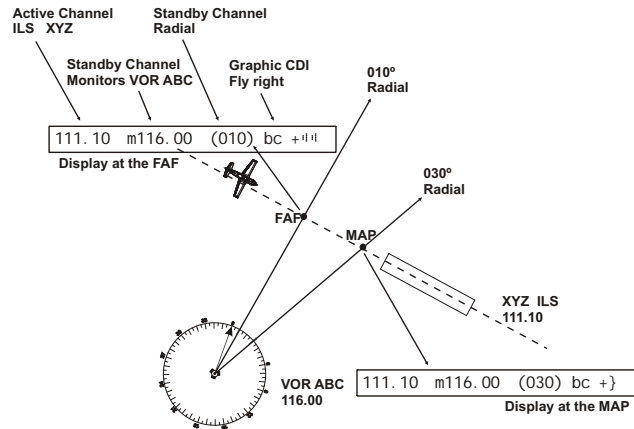 Active Channel
ILS XYZ
Standby Channel
Radial
Standby Channel
Monitors VOR ABC
Graphic CDI
Fly right
010º
Radial
111.10 m116.00 (010) bc +
Display at the FAF
030º
Radial
FAF
MAP
XYZ ILS
111.10
VOR ABC
116.00
111.10 m116.00 (030) bc +}
Display at the MAP